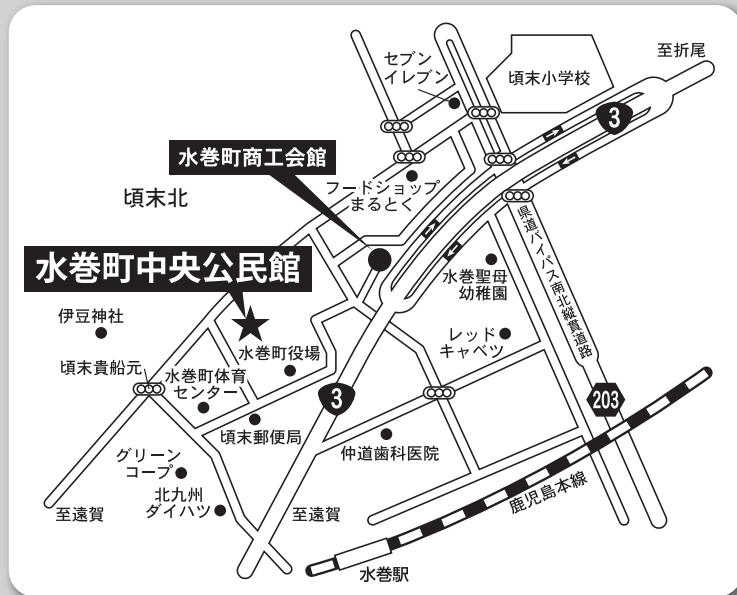 セブン
イレブン
頃末小学校
至折尾
3
水巻町商工会館
フードショップ
まるとく
頃末北
県道バイパス南北縦貫道路
水巻町中央公民館
水巻聖母
幼稚園
伊豆神社
レッド
キャベツ
水巻町役場
頃末貴船元
水巻町体育
センター
3
203
頃末郵便局
仲道歯科医院
グリーン
コープ
北九州
ダイハツ
至遠賀
至遠賀
鹿児島本線
水巻駅